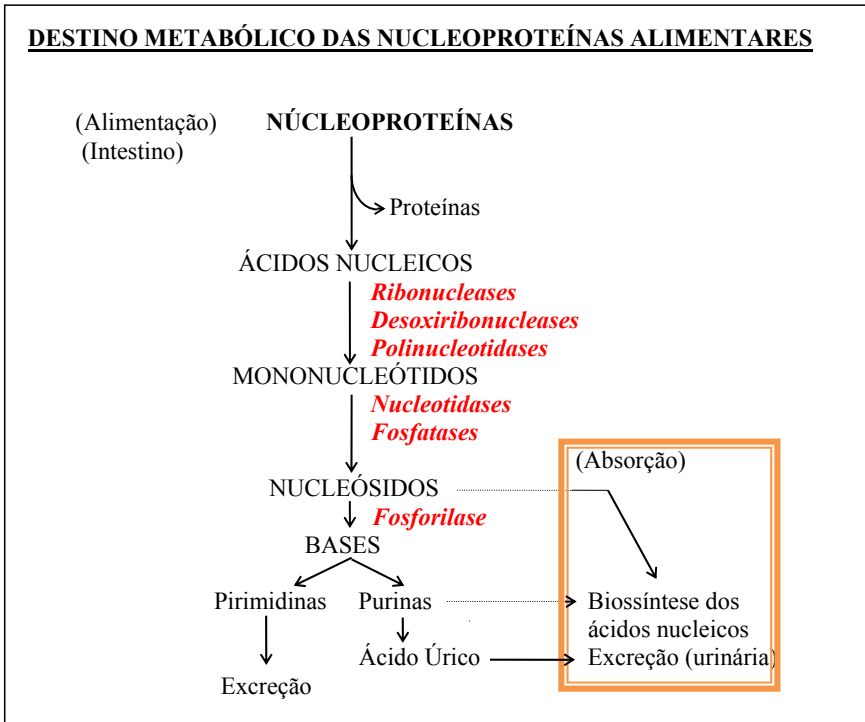 DESTINO METABÓLICO DAS NUCLEOPROTEÍNAS ALIMENTARES
(Alimentação) NÚCLEOPROTEÍNAS
(Intestino)
Proteínas
ÁCIDOS NUCLEICOS
Ribonucleases
Desoxiribonucleases
Polinucleotidases
MONONUCLEÓTIDOS
Nucleotidases
Fosfatases
(Absorção)
NUCLEÓSIDOS
Fosforilase
BASES
Pirimidinas Purinas Biossíntese dos
ácidos nucleicos
Ácido Úrico Excreção (urinária)
Excreção